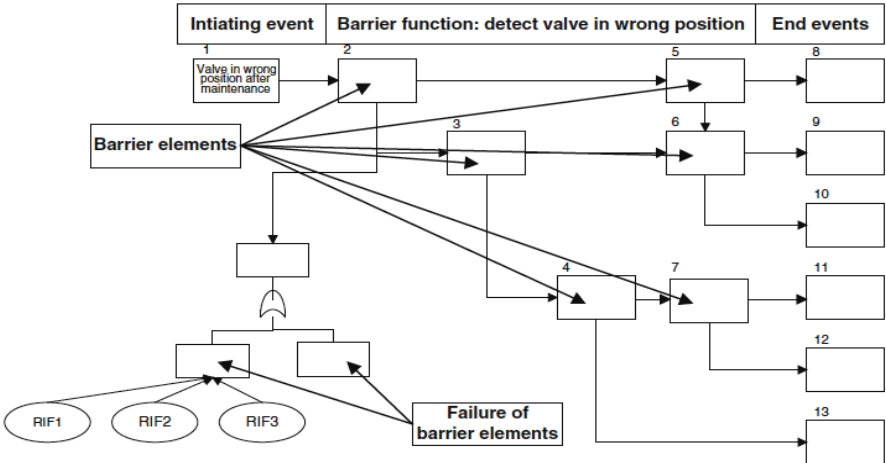 Intiating event
Barrier function: detect valve in wrong position
End events
1
2
5
8
Valve in wrong
position after
maintenance
Barrier elements
3
6
9
10
4
7
11
12
13
RIF1
RIF2
RIF3
Failure of
barrier elements